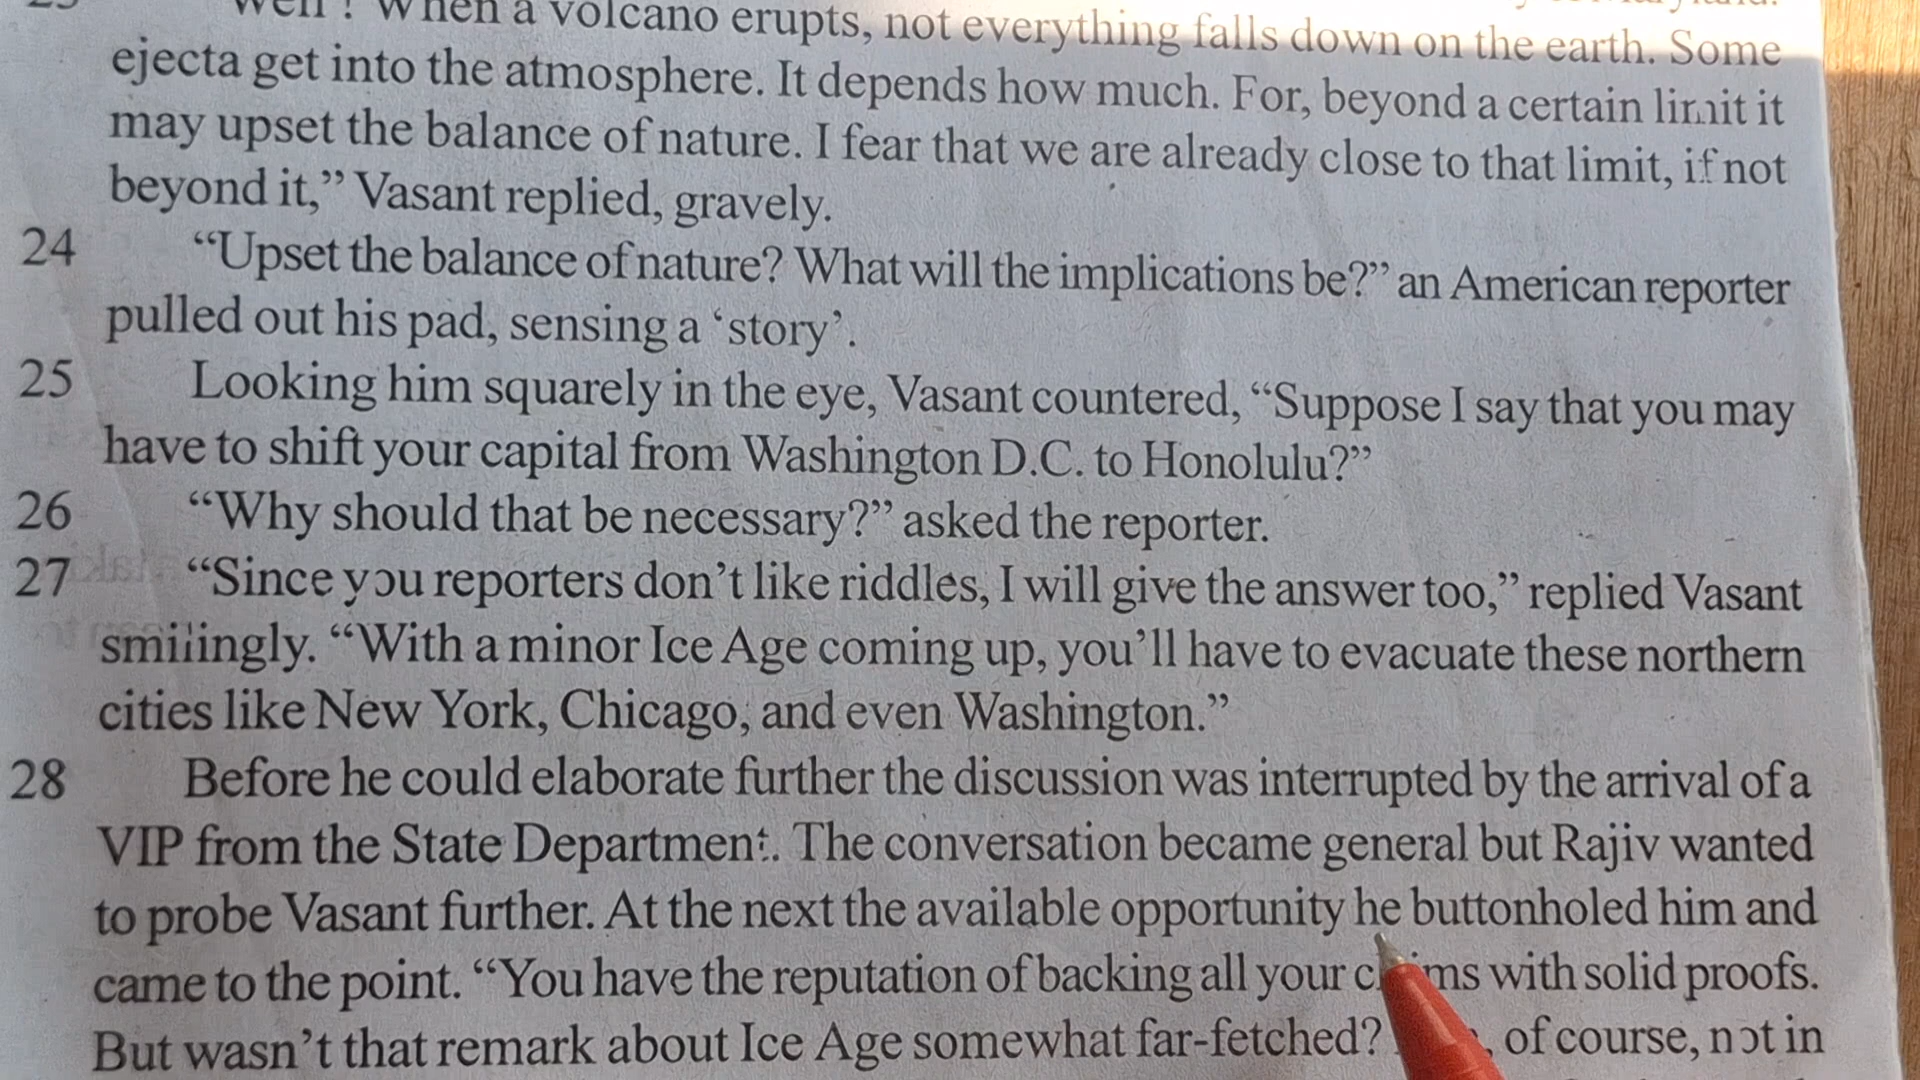 well! When a volcano erupts, not everything falls down on the earth. Some
ejecta get into the atmosphere. It depends how much. For, beyond a certain limit it
may upset the balance of nature. I fear that we are already close to that limit, if not
beyond it,” Vasant replied, gravely.
24 “Upset the balance of nature? What will the implications be?” an American reporter
pulled out his pad, sensing a ‘story’.
25 Looking him squarely in the eye, Vasant countered, “Suppose I say that you may
have to shift your capital from Washington D.C. to Honolulu?”
26 “Why should that be necessary?” asked the reporter.
27 “Since you reporters don’t like riddles, I will give the answer too,” replied Vasant
smilingly. “With a minor Ice Age coming up, you’ll have to evacuate these northern
cities like New York, Chicago, and even Washington.”
28 Before he could elaborate further the discussion was interrupted by the arrival of a
VIP from the State Department. The conversation became general but Rajiv wanted
to probe Vasant further. At the next the available opportunity he buttonholed him and
came to the point. “You have the reputation of backing all your claims with solid proofs.
But wasn’t that remark about Ice Age somewhat far-fetched? , of course, not in